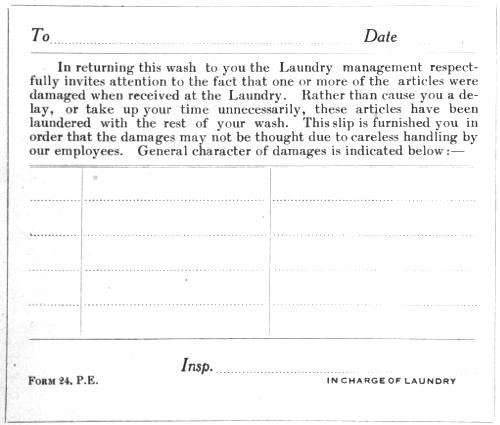 To Date
In returning this wash to you the Laundry management respect-
fully invites attention to the fact that one or more of the articles were
damaged when received at the Laundry. Rather than cause you a de-
lay, or take up your time unnecessarily, these articles have been
laundered with the rest of your wash. This slip is furnished you in
order that the damages may not be thought due to careless handling by
our employees. General character of damages is indicated below:—
Insp.
FORM 24. P.E. IN CHARGE OF LAUNDRY